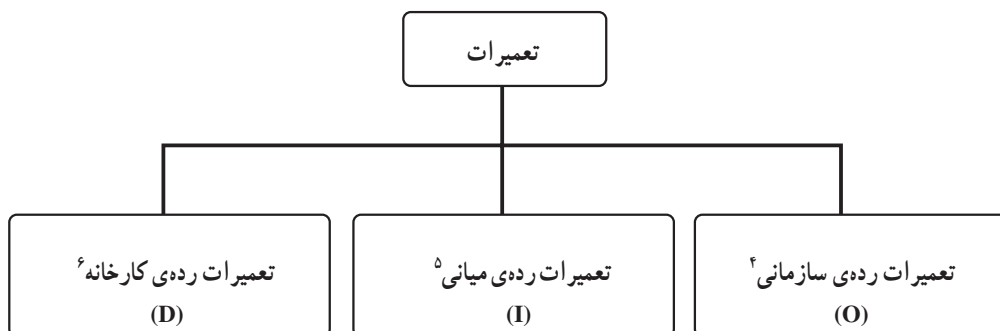 تعمیرات
تعمیرات رده‌ی سازمانی۴
(O)
تعمیرات رده‌ی میانی۵
(I)
تعمیرات رده‌ی کارخانه۶
(D)